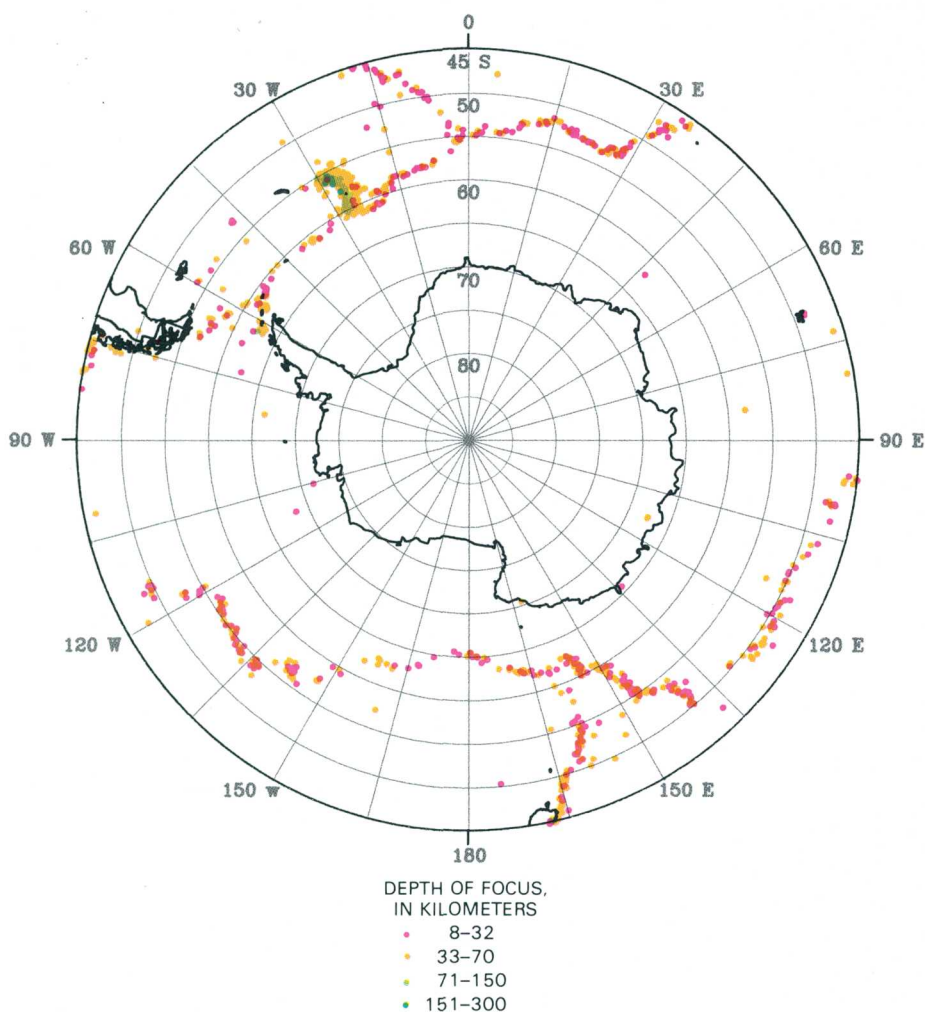 0
45 S
30 W
30 E
50
60
60 W
60 E
70
80
90 W
90 E
120 W
120 E
150 w
150 E
180
DEPTH OF FOCUS,
IN KILOMETERS
8-32
33-70
71-150
151-300